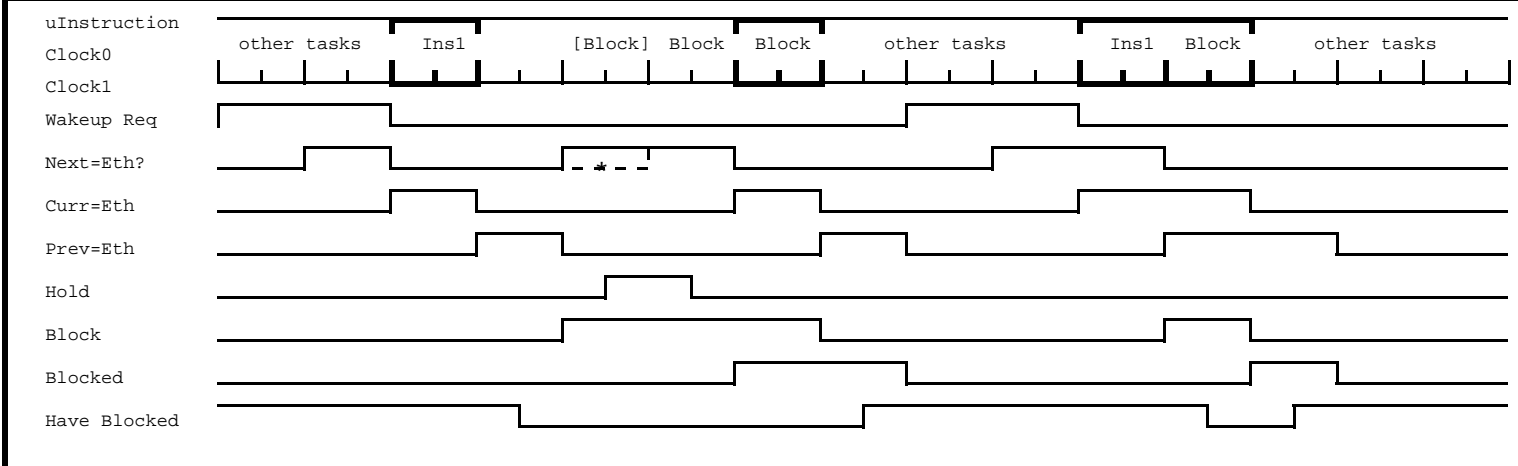 uInstruction
other tasks Ins1 [Block] Block Block other tasks Ins1 Block other tasks
Clock0
Clock1
Wakeup Req
Next=Eth?
*
Curr=Eth
Prev=Eth
Hold
Block
Blocked
Have Blocked